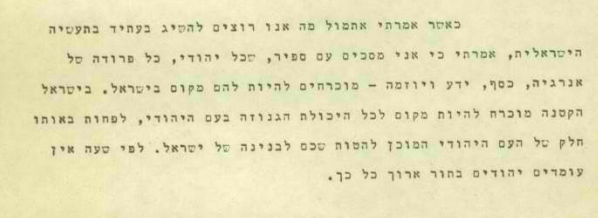 כאשר אמרתי אתמול מה אנו רוצים להשיג בעתיד בתעשיה
הישראלית, אמרתי כי אני מסכים עם ספיר, שכל יהודי, כל פרודה של
אנרגיה, כסף, ידע ויוזמה - מוכרחים להיות להם מקום בישראל. בישראל
הקטנה מוכרח להיות מקום לכל היכולת הגנוזה בעם היהודי, לפחות באותו
חלק של העם היהודי המוכן להטות שכם לבנינה של ישראל. לפי שעה אין
עומדים יהודים בתור ארוך כל כך.